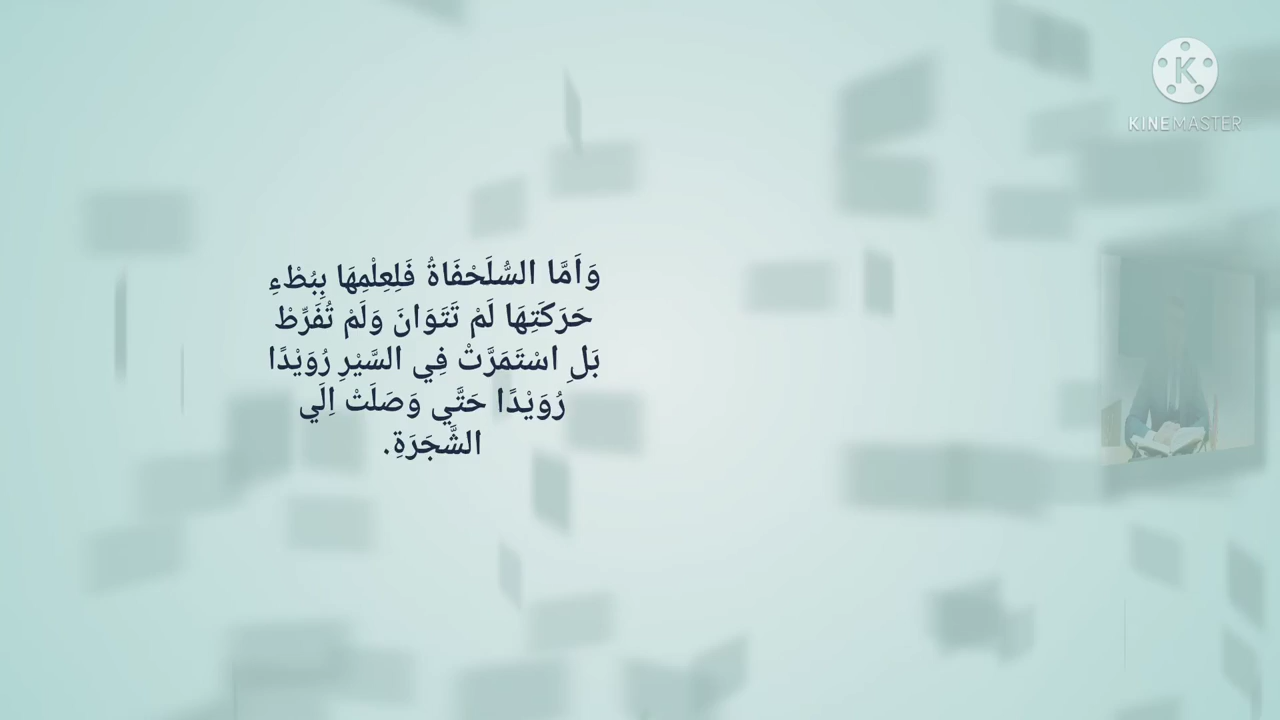 KINEMASTER
وَاَمَّا السُّلَحْفَاةُ فَلِعِلْمِهَا بِبُطْءِ
حَرَكَتِهَا لَمْ تَتَوَانَ وَلَمْ تُفَرِّطْ
بَلِ اسْتَمَرَّتْ فِي السَّيْرِ رُوَيْدًا
رُوَيْدًا حَتَّي وَصَلَتْ اِلَي
الشَّجَرَةِ.